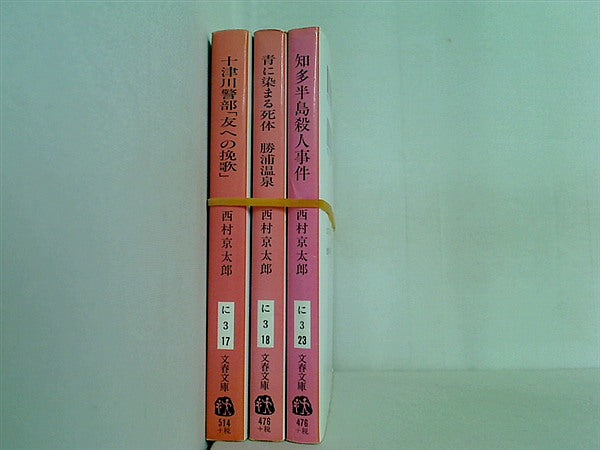 十津川警部「友への挽歌」
西村京太郎
に
3
17
文春文庫
514
+税
青に染まる死体 勝浦温泉
西村京太郎
に
3
18
文春文庫
476
+税
知多半島殺人事件
西村京太郎
に
3
23
文春文庫
476
+税